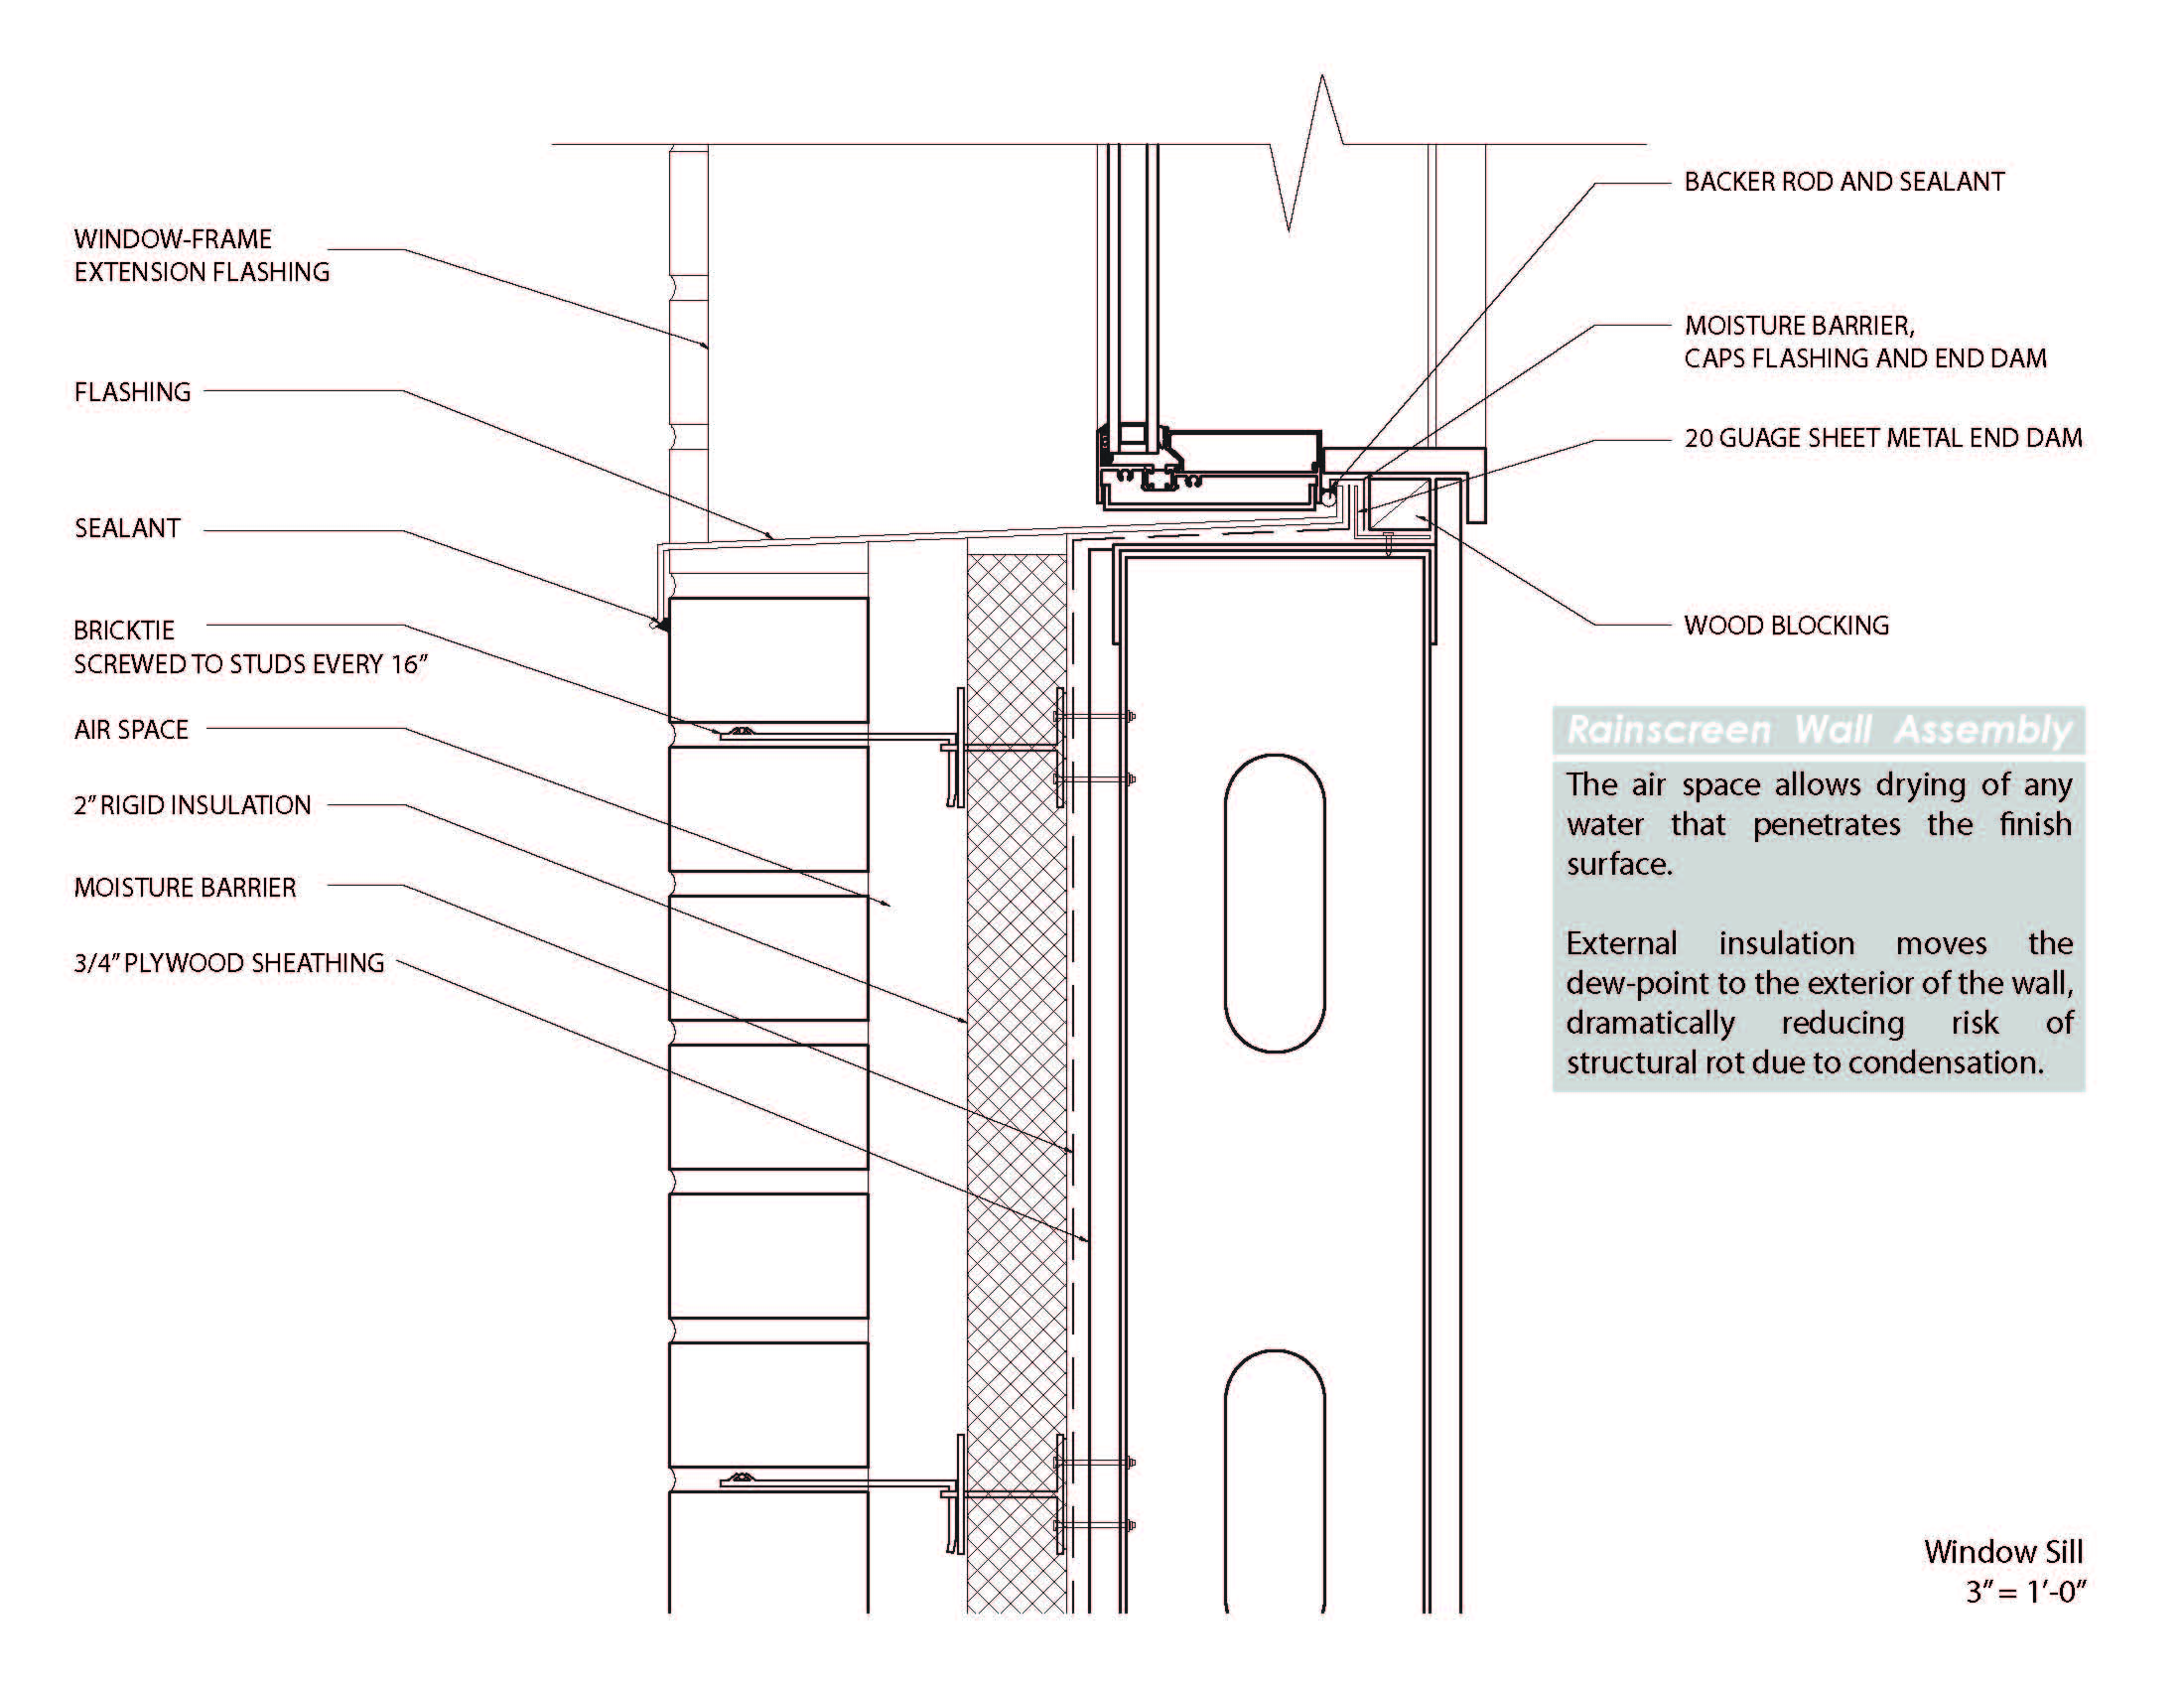 WINDOW-FRAME
EXTENSION FLASHING
FLASHING
SEALANT
BRICKTIE
SCREWED TO STUDS EVERY 16”
AIR SPACE
2” RIGID INSULATION
MOISTURE BARRIER
3/4” PLYWOOD SHEATHING
BACKER ROD AND SEALANT
MOISTURE BARRIER,
CAPS FLASHING AND END DAM
20 GUAGE SHEET METAL END DAM
WOOD BLOCKING
Rainscreen Wall Assembly
The air space allows drying of any
water that penetrates the finish
surface.
External insulation moves the
dew-point to the exterior of the wall,
dramatically reducing risk of
structural rot due to condensation.
Window Sill
3” = 1’-0”